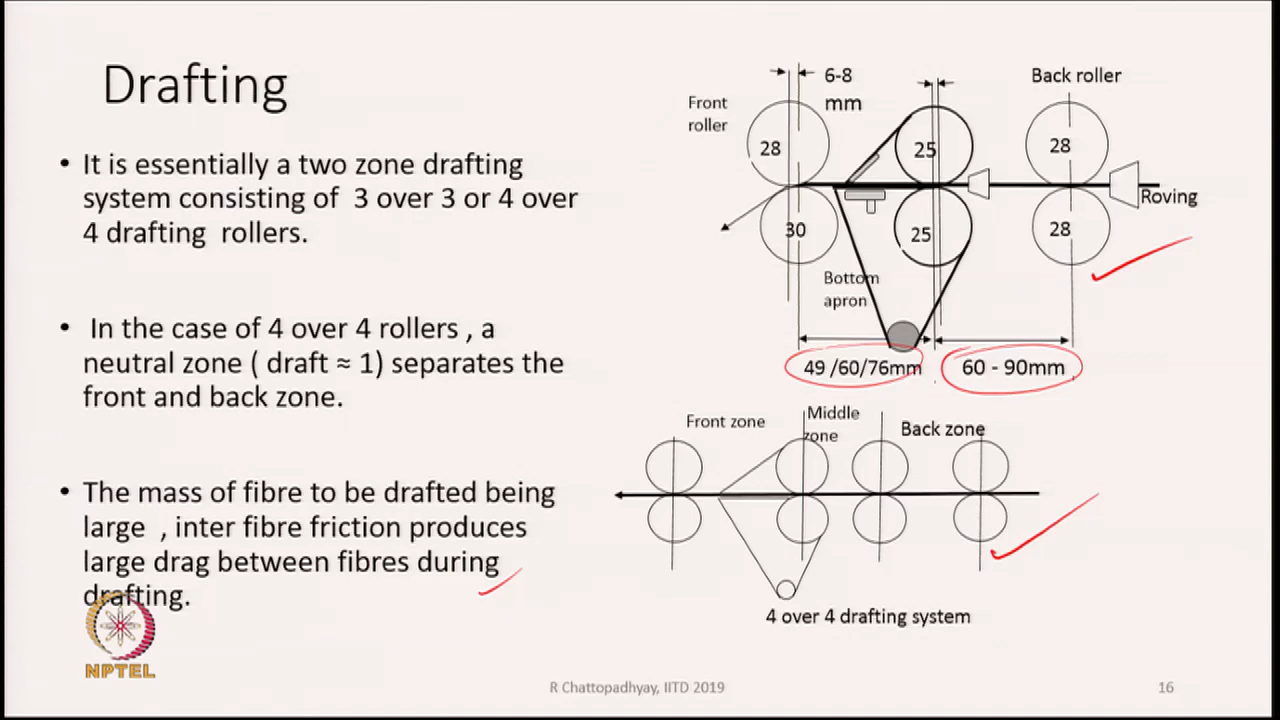 Drafting
• It is essentially a two zone drafting
system consisting of 3 over 3 or 4 over
4 drafting rollers.
• In the case of 4 over 4 rollers , a
neutral zone ( draft ≈ 1) separates the
front and back zone.
• The mass of fibre to be drafted being
large , inter fibre friction produces
large drag between fibres during
drafting.
NPTEL
6-8
mm
Back roller
Front
roller
28
25
28
Roving
30
25
28
Bottom
apron
49 /60/76mm
60 - 90mm
Front zone
Middle
zone
Back zone
4 over 4 drafting system
R Chattopadhyay, IITD 2019
16